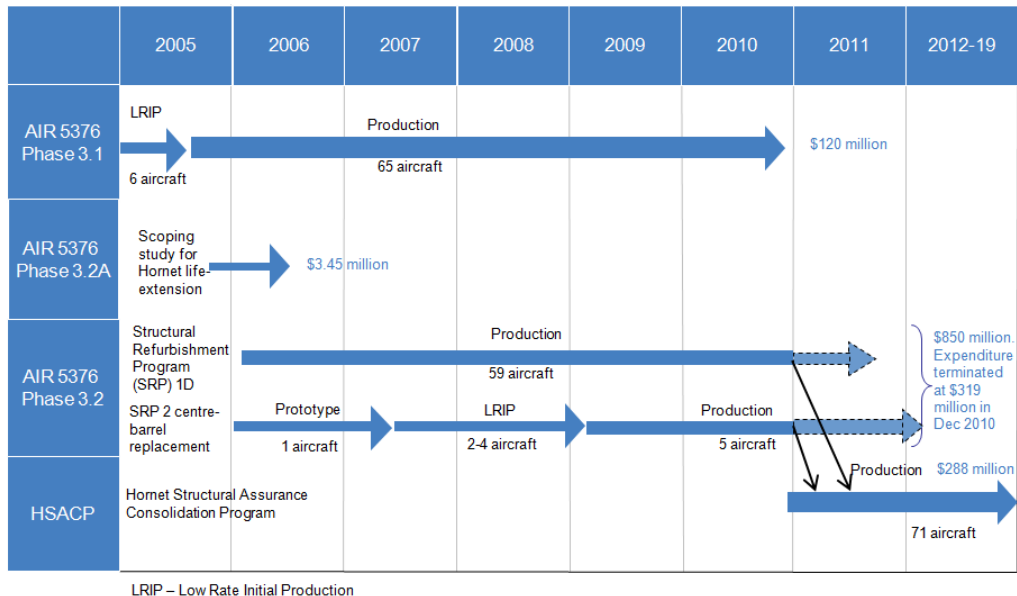 2005
2006
2007
2008
2009
2010
2011
2012-19
AIR 5376
Phase 3.1
LRIP
6 aircraft
Production
65 aircraft
$120 million
AIR 5376
Phase 3.2A
Scoping
study for
Hornet life-
extension
$3.45 million
AIR 5376
Phase 3.2
Structural
Refurbishment
Program
(SRP) 1D
Production
59 aircraft
SRP 2 centre-
barrel
replacement
Prototype
1 aircraft
LRIP
2-4 aircraft
Production
5 aircraft
$850 million.
Expenditure
terminated
at $319
million in
Dec 2010
HSACP
Hornet Structural Assurance
Consolidation Program
Production
$288 million
71 aircraft
LRIP – Low Rate Initial Production